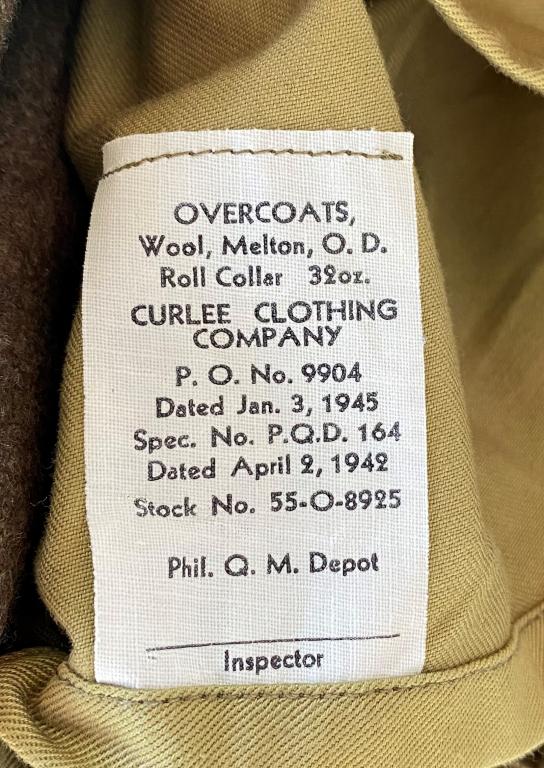 OVERCOATS,
Wool, Melton, O. D.
Roll Collar 32oz.
CURLEE CLOTHING
COMPANY
P. O. No. 9904
Dated Jan. 3, 1945
Spec. No. P.Q.D. 164
Dated April 2, 1942
Stock No. 55-O-8925
Phil. Q. M. Depot
Inspector